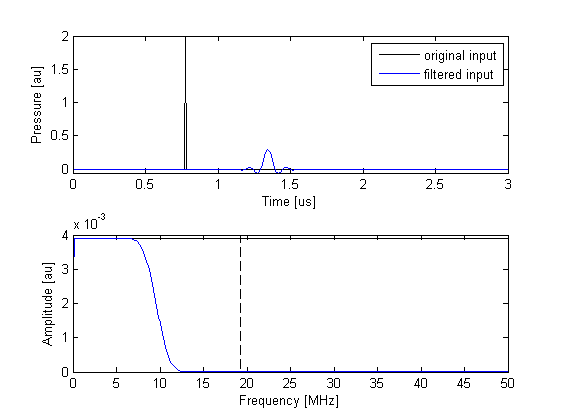 2
1.5
1
0.5
0
Pressure [au]
original input
filtered input
0 0.5 1 1.5 2 2.5 3
Time [us]
x 10-3
4
3
2
1
0
Amplitude [au]
0 5 10 15 20 25 30 35 40 45 50
Frequency [MHz]